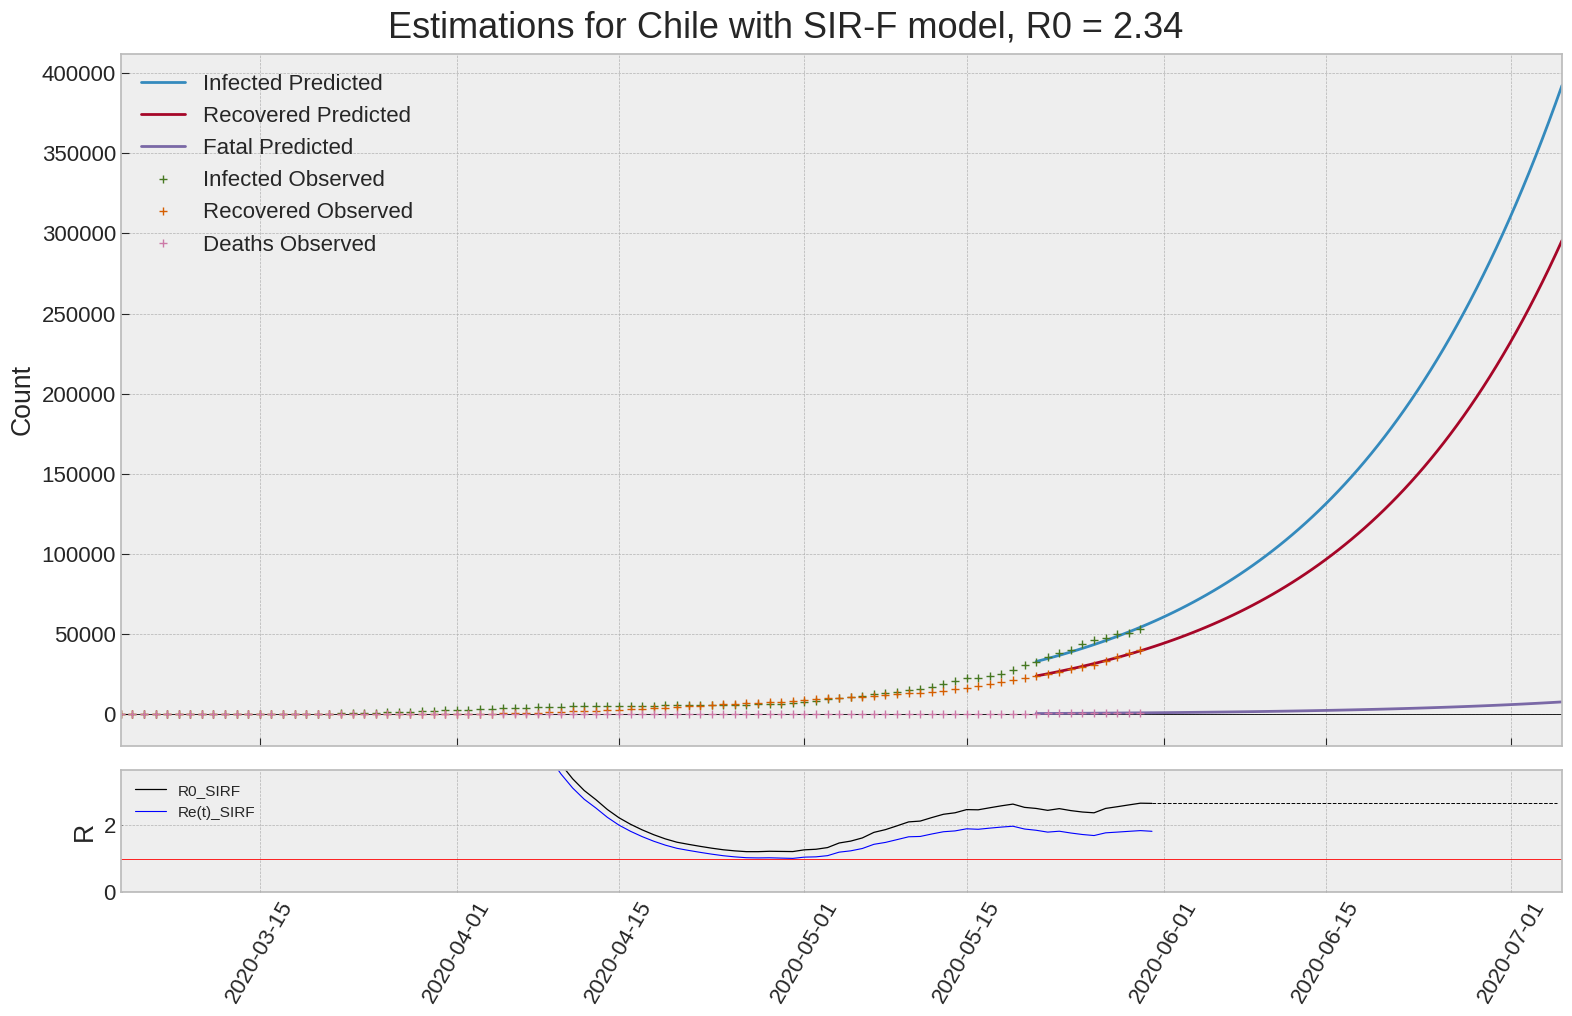 Estimations for Chile with SIR-F model, R0 = 2.34
400000
350000
300000
250000
200000
150000
100000
50000
0
Count
Infected Predicted
Recovered Predicted
Fatal Predicted
Infected Observed
Recovered Observed
Deaths Observed
2
0
R
R0_SIRF
Re(t)_SIRF
2020-03-15
2020-04-01
2020-04-15
2020-05-01
2020-05-15
2020-06-01
2020-06-15
2020-07-01